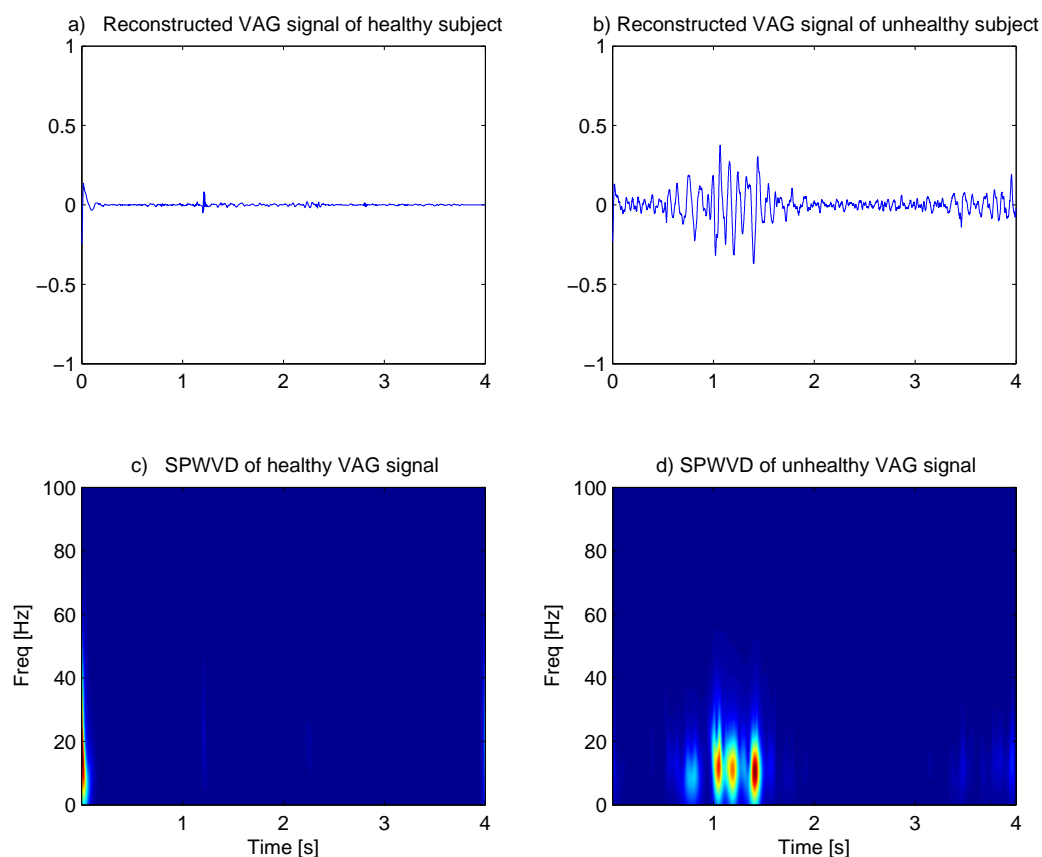 a) Reconstructed VAG signal of healthy subject
1
0.5
0
−0.5
−1
0 1 2 3 4
b) Reconstructed VAG signal of unhealthy subject
1
0.5
0
−0.5
−1
0 1 2 3 4
c) SPWVD of healthy VAG signal
Freq [Hz]
100
80
60
40
20
0
1 2 3 4
Time [s]
d) SPWVD of unhealthy VAG signal
Freq [Hz]
100
80
60
40
20
0
1 2 3 4
Time [s]